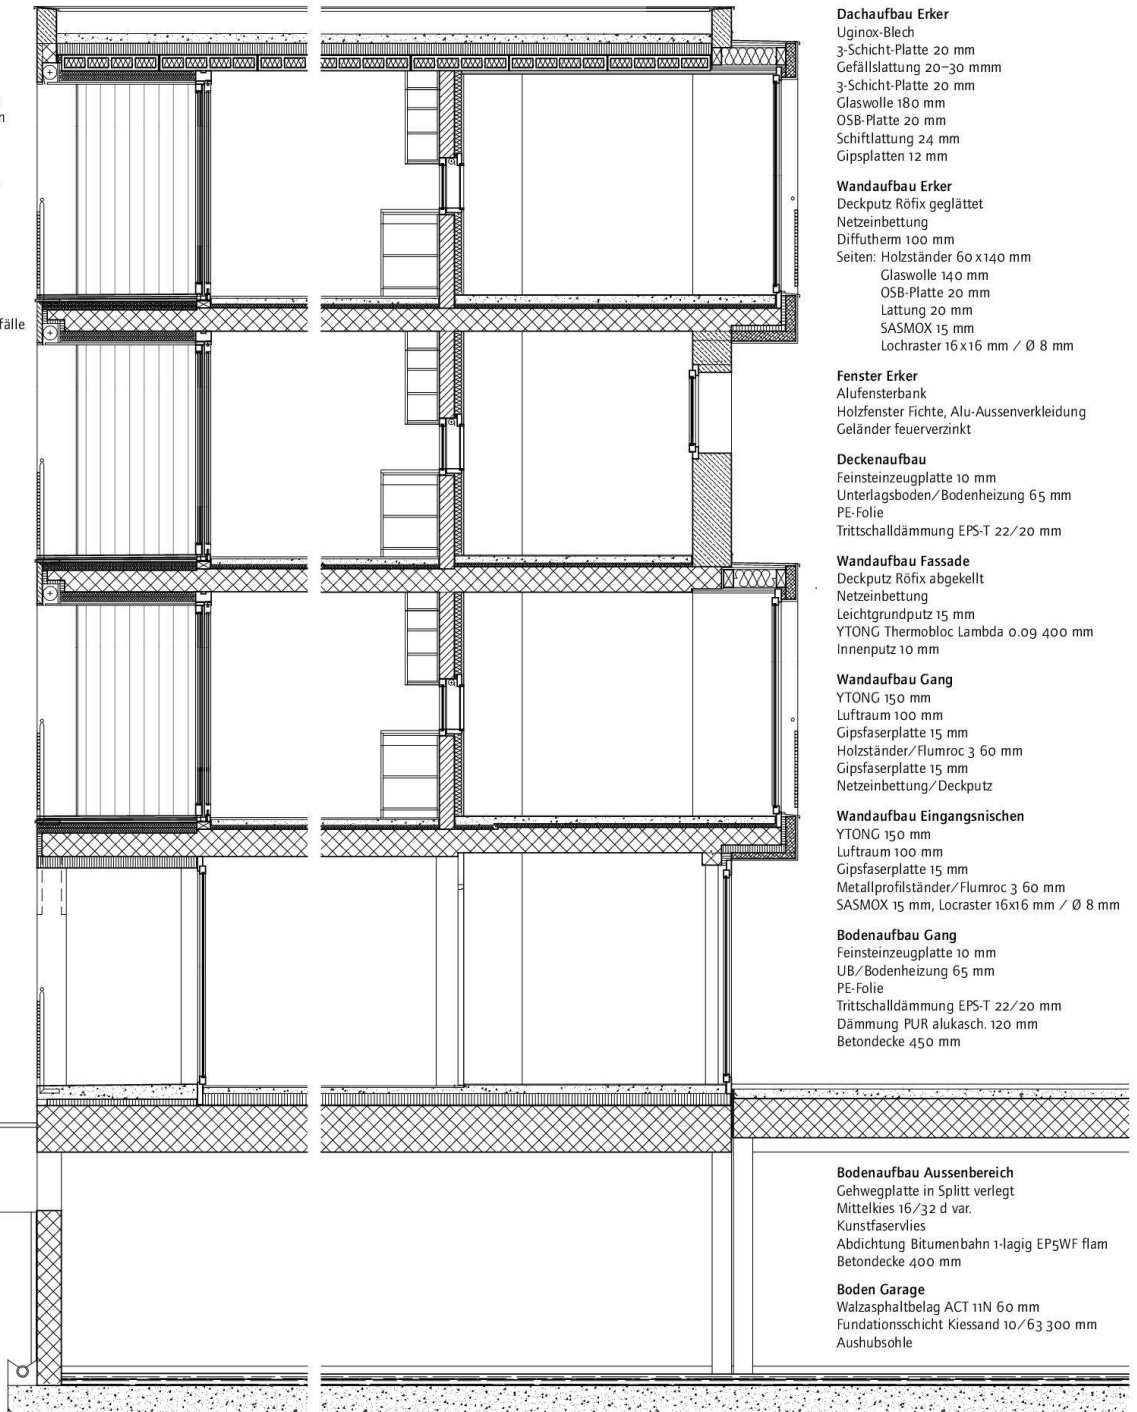 Dachaufbau Erker
Uginox-Blech
3-Schicht-Platte 20 mm
Gefällslattung 20–30 mmm
3-Schicht-Platte 20 mm
Glaswolle 180 mm
OSB-Platte 20 mm
Schiftlattung 24 mm
Gipsplatten 12 mm
Wandaufbau Erker
Deckputz Röfix geglättet
Netzeinbettung
Diffutherm 100 mm
Seiten: Holzständer 60 x 140 mm
Glaswolle 140 mm
OSB-Platte 20 mm
Lattung 20 mm
SASMOX 15 mm
Lochraster 16 x 16 mm / Ø 8 mm
Fenster Erker
Alufensterbank
Holzfenster Fichte, Alu-Aussenverkleidung
Geländer feuerverzinkt
Deckenaufbau
Feinsteinzeugplatte 10 mm
Unterlagsboden/Bodenheizung 65 mm
PE-Folie
Trittschalldämmung EPS-T 22/20 mm
Wandaufbau Fassade
Deckputz Röfix abgekellt
Netzeinbettung
Leichtgrundputz 15 mm
YTONG Thermobloc Lambda 0.09 400 mm
Innenputz 10 mm
Wandaufbau Gang
YTONG 150 mm
Luftraum 100 mm
Gipsfaserplatte 15 mm
Holzständer/Flumroc 3 60 mm
Gipsfaserplatte 15 mm
Netzeinbettung/Deckputz
Wandaufbau Eingangsnischen
YTONG 150 mm
Luftraum 100 mm
Gipsfaserplatte 15 mm
Metallprofilständer/Flumroc 3 60 mm
SASMOX 15 mm, Locraster 16x16 mm / Ø 8 mm
Bodenaufbau Gang
Feinsteinzeugplatte 10 mm
UB/Bodenheizung 65 mm
PE-Folie
Trittschalldämmung EPS-T 22/20 mm
Dämmung PUR alukasch. 120 mm
Betondecke 450 mm
Bodenaufbau Aussenbereich
Gehwegplatte in Splitt verlegt
Mittelkies 16/32 d var.
Kunstfaservlies
Abdichtung Bitumenbahn 1-lagig EP5WF flam
Betondecke 400 mm
Boden Garage
Walzasphaltbelag ACT 11N 60 mm
Fundationsschicht Kiessand 10/63 300 mm
Aushubsohle
fälle